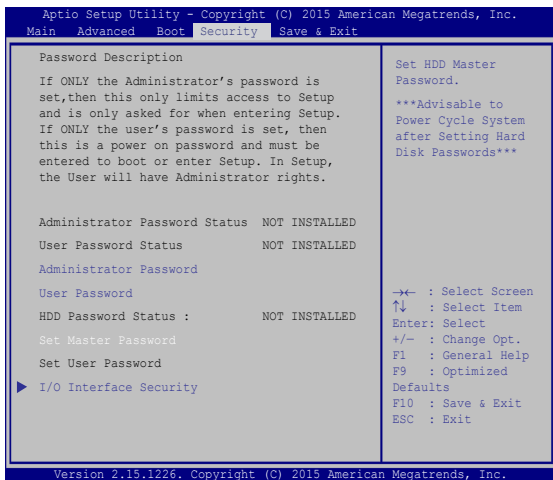 Aptio Setup Utility - Copyright (C) 2015 American Megatrends, Inc.
Main Advanced Boot Security Save & Exit
Password Description
If ONLY the Administrator's password is
set,then this only limits access to Setup
and is only asked for when entering Setup.
If ONLY the user's password is set, then
this is a power on password and must be
entered to boot or enter Setup. In Setup,
the User will have Administrator rights.
Administrator Password Status NOT INSTALLED
User Password Status NOT INSTALLED
Administrator Password
User Password
HDD Password Status : NOT INSTALLED
Set Master Password
Set User Password
I/O Interface Security
Set HDD Master
Password.
***Advisable to
Power Cycle System
after Setting Hard
Disk Passwords***
→← : Select Screen
↑↓ : Select Item
Enter: Select
+/— : Change Opt.
F1 : General Help
F9 : Optimized
Defaults
F10 : Save & Exit
ESC : Exit
Version 2.15.1226. Copyright (C) 2015 American Megatrends, Inc.